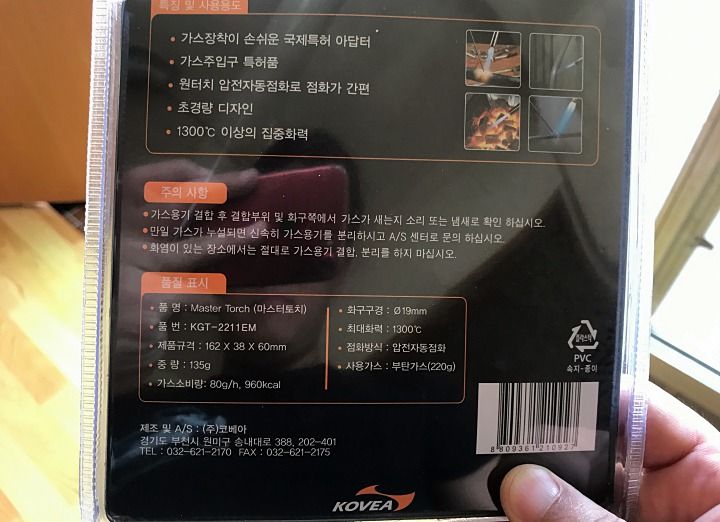 특징 및 사용용도
• 가스장착이 손쉬운 국제특허 아답터
• 가스주입구 특허품
• 원터치 압전자동점화로 점화가 간편
• 초경량 디자인
• 1300℃ 이상의 집중화력
주의 사항
• 가스용기 결합 후 결합부위 및 화구쪽에서 가스가 새는지 소리 또는 냄새로 확인 하십시오.
• 만일 가스가 누설되면 신속히 가스용기를 분리하시고 A/S 센터로 문의 하십시오.
• 화염이 있는 장소에서는 절대로 가스용기 결합, 분리를 하지 마십시오.
품질 표시
• 품 명 : Master Torch (마스터토치)
• 품 번 : KGT-2211EM
• 제품규격 : 162 X 38 X 60mm
• 중 량 : 135g
• 가스소비량: 80g/h, 960kcal
• 화구구경 : Ø19mm
• 최대화력 : 1300℃
• 점화방식 : 압전자동점화
• 사용가스 : 부탄가스(220g)
플라스틱
PVC
속지-종이
제조 및 A/S : (주)코베아
경기도 부천시 원미구 송내대로 388, 202-401
TEL : 032-621-2170 FAX : 032-621-2175
8 809361 210927
KOVEA